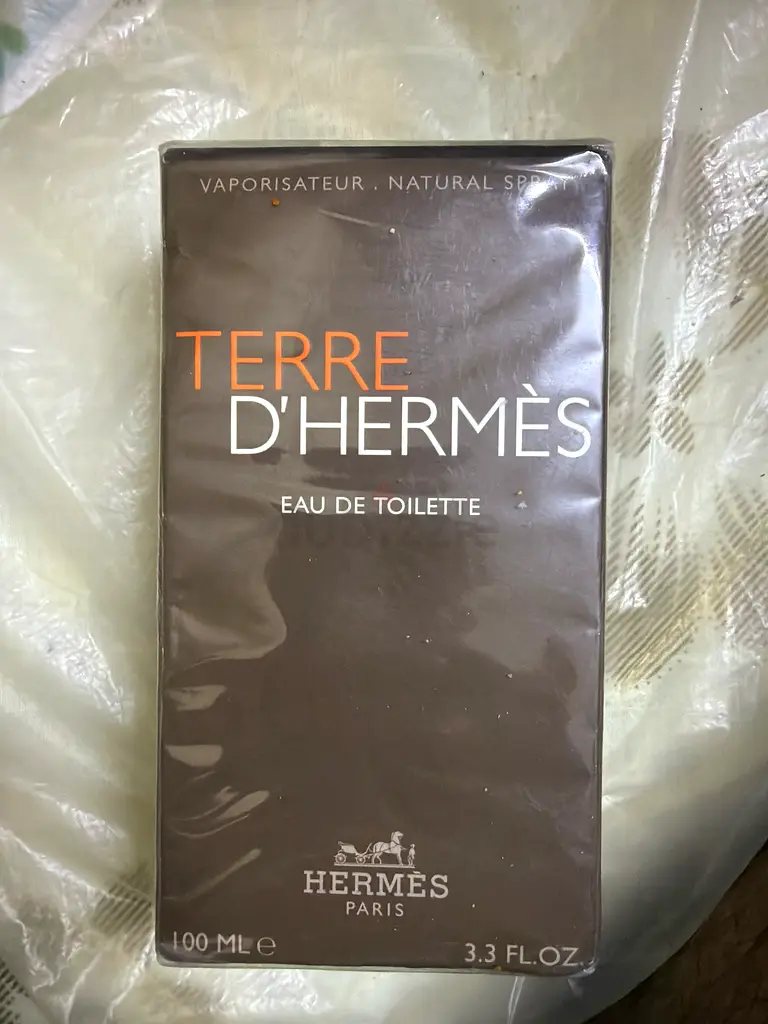 VAPORISATEUR . NATURAL SPRAY
TERRE
D'HERMÈS
EAU DE TOILETTE
HERMÈS
PARIS
100 ML e
3.3 FL.OZ.